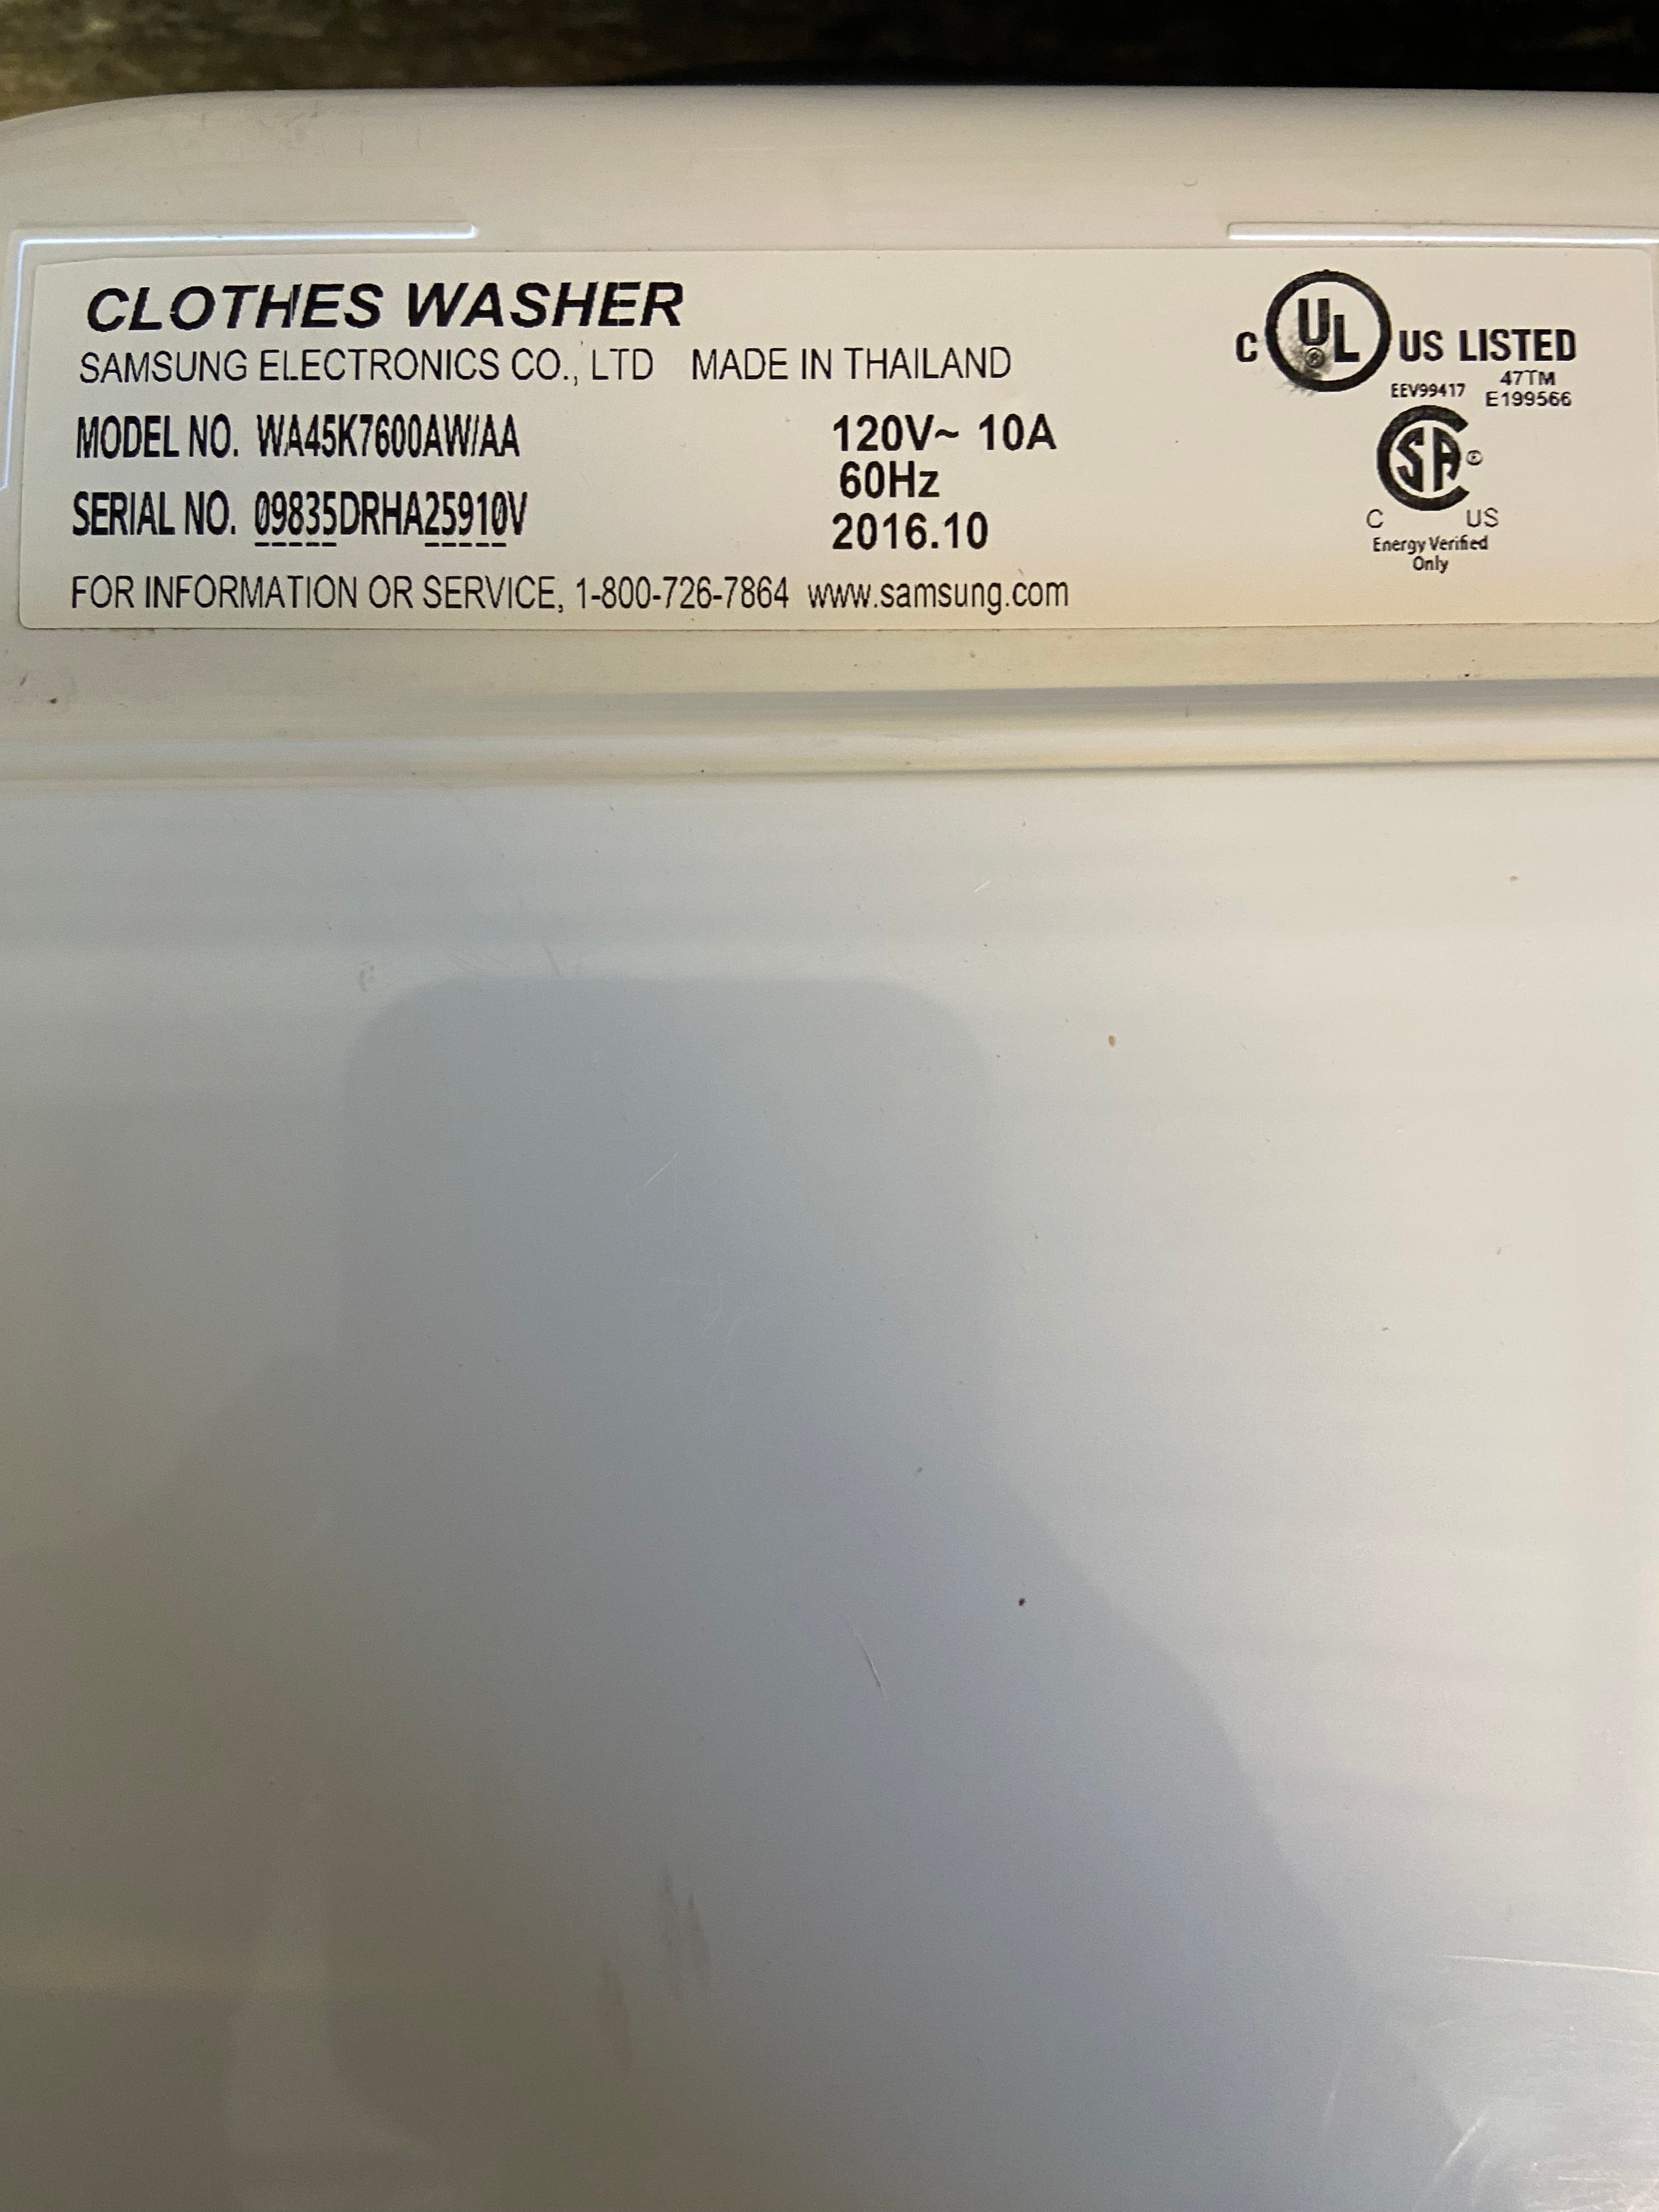 CLOTHES WASHER
SAMSUNG ELECTRONICS CO., LTD MADE IN THAILAND
MODEL NO. WA45K7600AW/AA
SERIAL NO. 09835DRHA25910V
120V~ 10A
60Hz
2016.10
FOR INFORMATION OR SERVICE, 1-800-726-7864 www.samsung.com
C UL ® US LISTED
EEV99417 47TM
E199566
SA ®
C US
Energy Verified
Only